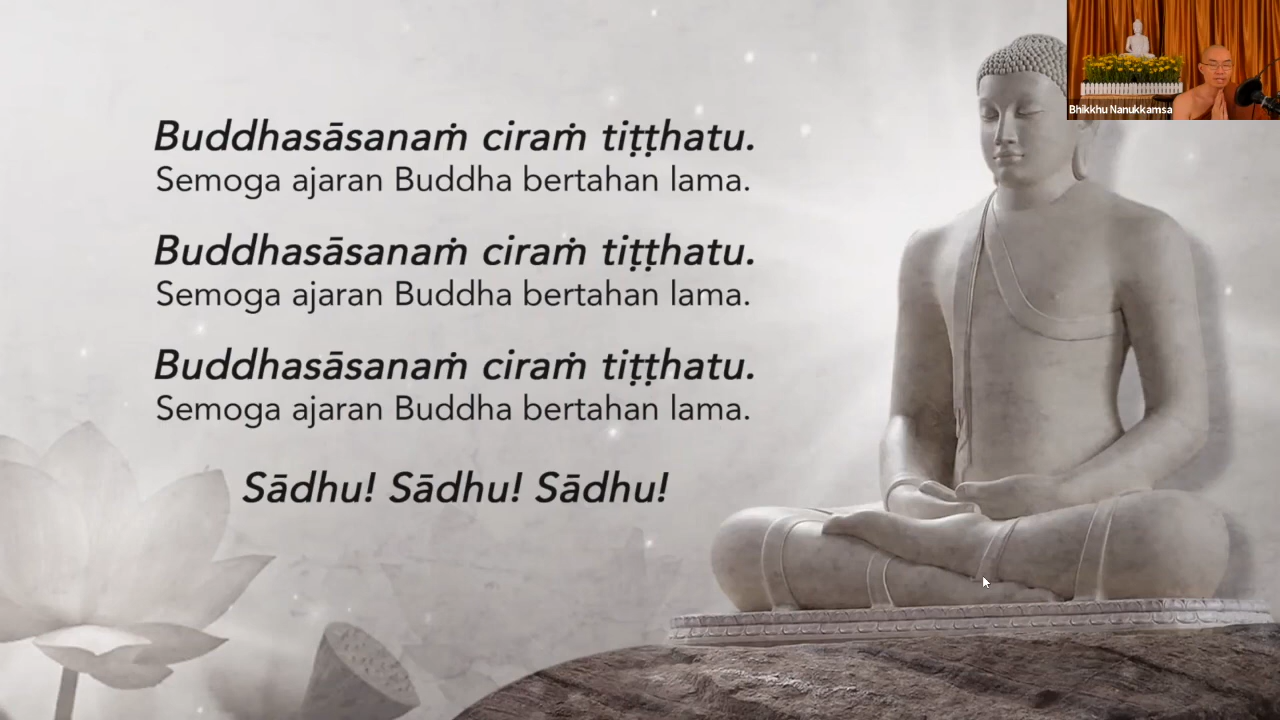 Bhikkhu Nanukkamsa
Buddhasāsanaṁ ciraṁ tiṭṭhatu.
Semoga ajaran Buddha bertahan lama.
Buddhasāsanaṁ ciraṁ tiṭṭhatu.
Semoga ajaran Buddha bertahan lama.
Buddhasāsanaṁ ciraṁ tiṭṭhatu.
Semoga ajaran Buddha bertahan lama.
Sādhu! Sādhu! Sādhu!